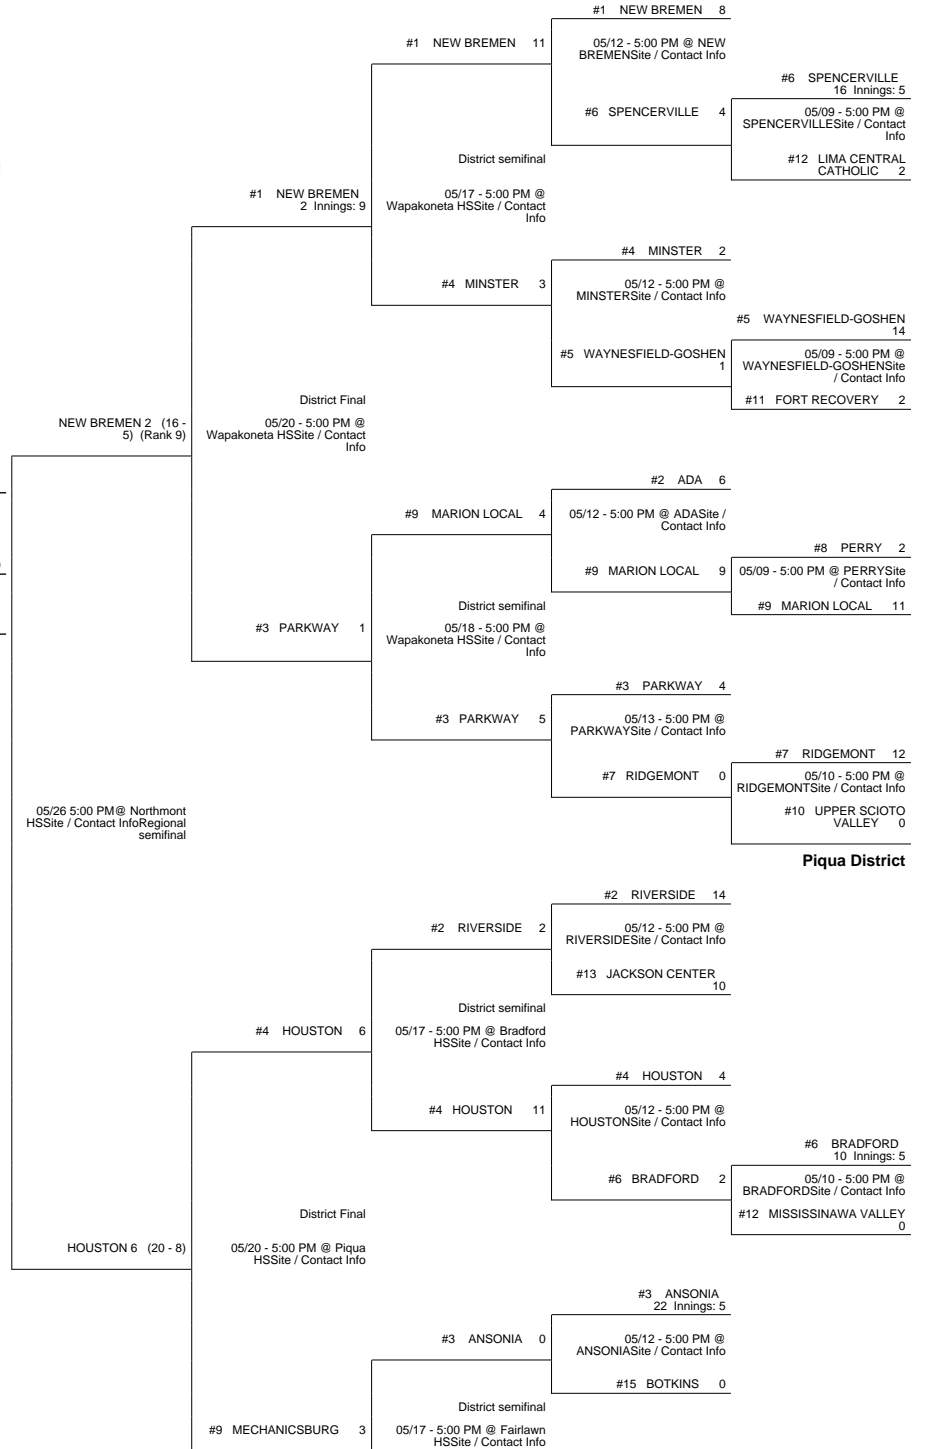 #1 NEW BREMEN 8
#1 NEW BREMEN 11
05/12 - 5:00 PM @ NEW
BREMENSite / Contact Info
#6 SPENCERVILLE
16 Innings: 5
#6 SPENCERVILLE 4
05/09 - 5:00 PM @
SPENCERVILLESite / Contact
Info
District semifinal
#12 LIMA CENTRAL
CATHOLIC 2
#1 NEW BREMEN
2 Innings: 9
05/17 - 5:00 PM @
Wapakoneta HSSite / Contact
Info
#4 MINSTER 2
#4 MINSTER 3
05/12 - 5:00 PM @
MINSTERSite / Contact Info
#5 WAYNESFIELD-GOSHEN
14
#5 WAYNESFIELD-GOSHEN
1
05/09 - 5:00 PM @
WAYNESFIELD-GOSHENSite
/ Contact Info
District Final
#11 FORT RECOVERY 2
NEW BREMEN 2 (16 -
5) (Rank 9)
05/20 - 5:00 PM @
Wapakoneta HSSite / Contact
Info
#2 ADA 6
#9 MARION LOCAL 4
05/12 - 5:00 PM @ ADASite /
Contact Info
#8 PERRY 2
#9 MARION LOCAL 9
05/09 - 5:00 PM @ PERRYSite
/ Contact Info
District semifinal
#9 MARION LOCAL 11
#3 PARKWAY 1
05/18 - 5:00 PM @
Wapakoneta HSSite / Contact
Info
#3 PARKWAY 4
#3 PARKWAY 5
05/13 - 5:00 PM @
PARKWAYSite / Contact Info
#7 RIDGEMONT 12
#7 RIDGEMONT 0
05/10 - 5:00 PM @
RIDGEMONTSite / Contact Info
05/26 5:00 PM@ Northmont
HSSite / Contact InfoRegional
semifinal
#10 UPPER SCIOTO
VALLEY 0
Piqua District
#2 RIVERSIDE 14
#2 RIVERSIDE 2
05/12 - 5:00 PM @
RIVERSIDESite / Contact Info
#13 JACKSON CENTER
10
District semifinal
#4 HOUSTON 6
05/17 - 5:00 PM @ Bradford
HSSite / Contact Info
#4 HOUSTON 4
#4 HOUSTON 11
05/12 - 5:00 PM @
HOUSTONSite / Contact Info
#6 BRADFORD
10 Innings: 5
#6 BRADFORD 2
05/10 - 5:00 PM @
BRADFORDSite / Contact Info
District Final
#12 MISSISSINAWA VALLEY
0
HOUSTON 6 (20 - 8)
05/20 - 5:00 PM @ Piqua
HSSite / Contact Info
#3 ANSONIA
22 Innings: 5
#3 ANSONIA 0
05/12 - 5:00 PM @
ANSONIASite / Contact Info
#15 BOTKINS 0
District semifinal
#9 MECHANICSBURG 3
05/17 - 5:00 PM @ Fairlawn
HSSite / Contact Info